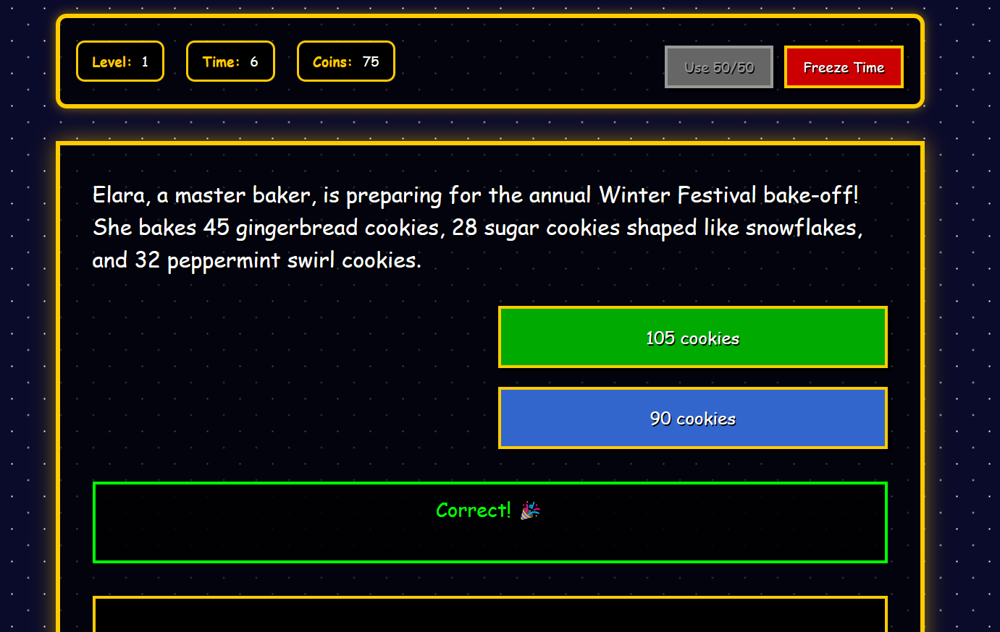 Level: 1 Time: 6 Coins: 75 Use 50/50 Freeze Time
Elara, a master baker, is preparing for the annual Winter Festival bake-off!
She bakes 45 gingerbread cookies, 28 sugar cookies shaped like snowflakes,
and 32 peppermint swirl cookies.
105 cookies
90 cookies
Correct! 🎉